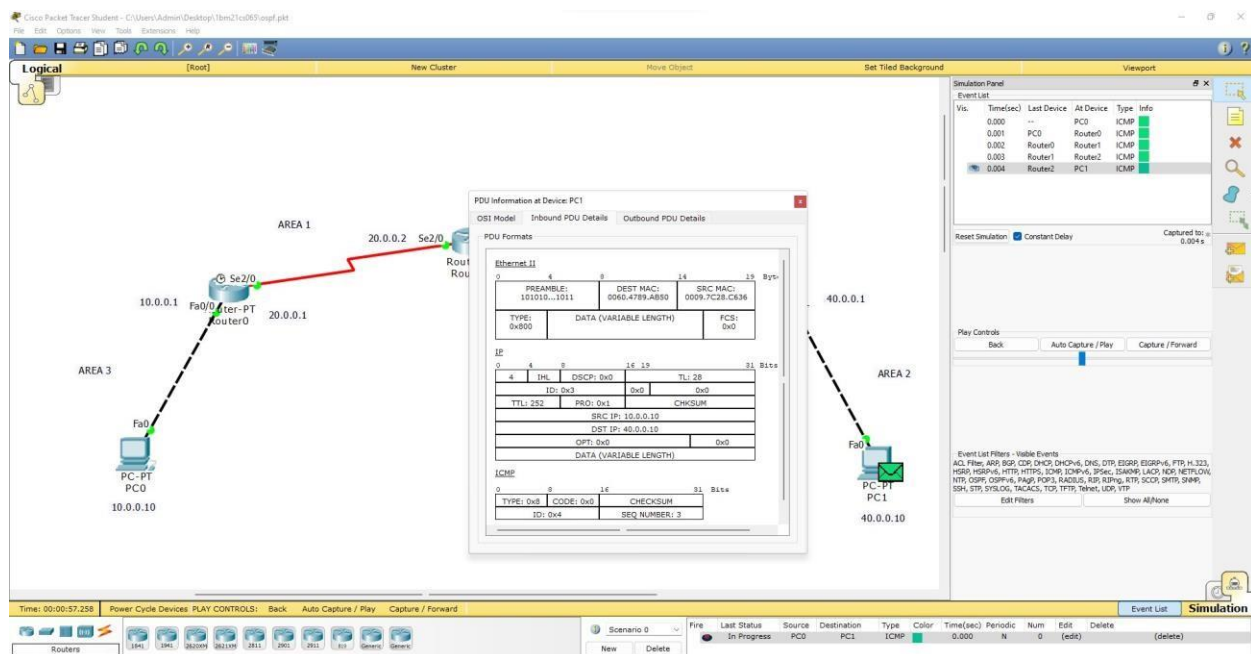 Cisco Packet Tracer Student - C:\Users\Admin\Desktop\1bm21cs065\ospf.pkt
File Edit Options View Tools Extensions Help
Logical [Root] New Cluster Move Object Set Tiled Background Viewport
Simulation Panel
Event List
Vis. Time(sec) Last Device At Device Type Info
0.000 -- PC0 ICMP
0.001 PC0 Router0 ICMP
0.002 Router0 Router1 ICMP
0.003 Router1 Router2 ICMP
0.004 Router2 PC1 ICMP
Reset Simulation Constant Delay Captured to:
0.004 s
Play Controls
Back Auto Capture / Play Capture / Forward
Event List Filters - Visible Events
ACL Filter, ARP, BGP, CDP, DHCP, DHCPv6, DNS, DTP, EIGRP, EIGRPv6, FTP, H.323,
HSRP, HSRPv6, HTTP, HTTPS, ICMP, ICMPv6, IPSec, ISAKMP, LACP, NDP, NETFLOW,
NTP, OSPF, OSPFv6, PAgP, POP3, RADIUS, RIP, RIPng, RTP, SCCP, SMTP, SNMP,
SSH, STP, SYSLOG, TACACS, TCP, TFTP, Telnet, UDP, VTP
Edit Filters Show All/None
AREA 1
20.0.0.2 Se2/0
Rout
Rou
Se2/0
10.0.0.1 Fa0/0
uter-PT
Router0
20.0.0.1
AREA 3
Fa0
PC-PT
PC0
10.0.0.10
40.0.0.1
AREA 2
Fa0
PC-PT
PC1
40.0.0.10
PDU Information at Device: PC1
OSI Model Inbound PDU Details Outbound PDU Details
PDU Formats
Ethernet II
0 4 8 14 19 Byt
PREAMBLE: DEST MAC: SRC MAC:
101010...1011 0060.4789.AB50 0009.7C28.C636
TYPE: DATA (VARIABLE LENGTH) FCS:
0x800 0x0
IP
0 4 8 16 19 31 Bits
4 IHL DSCP: 0x0 TL: 28
ID: 0x3 0x0 0x0
TTL: 252 PRO: 0x1 CHKSUM
SRC IP: 10.0.0.10
DST IP: 40.0.0.10
OPT: 0x0 0x0
DATA (VARIABLE LENGTH)
ICMP
0 8 16 31 Bits
TYPE: 0x8 CODE: 0x0 CHECKSUM
ID: 0x4 SEQ NUMBER: 3
Time: 00:00:57.258 Power Cycle Devices PLAY CONTROLS: Back Auto Capture / Play Capture / Forward Event List Simulation
Routers
1841 1941 2620XM 2621XM 2811 2901 2911 819 Generic Generic
Scenario 0
New Delete
Fire Last Status Source Destination Type Color Time(sec) Periodic Num Edit Delete
In Progress PC0 PC1 ICMP 0.000 N 0 (edit) (delete)